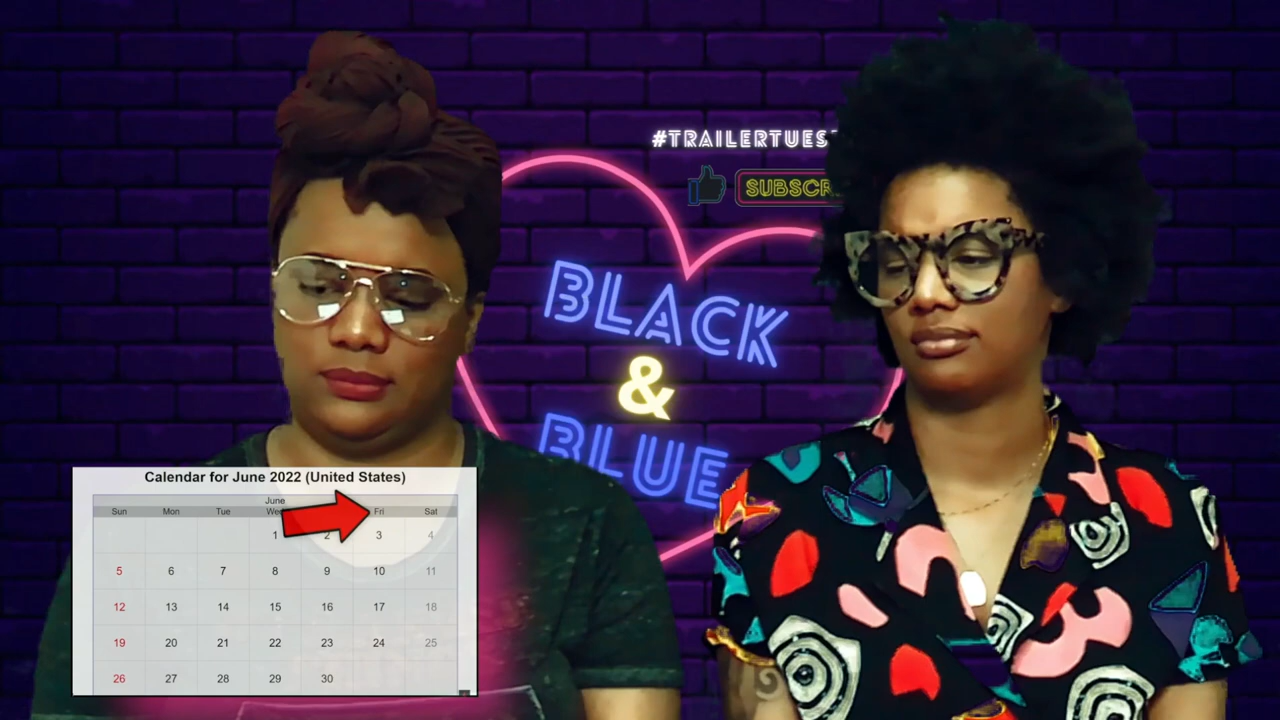 #TRAILERTUES
SUBSCR
BLACK
&
BLUE
Calendar for June 2022 (United States)
June
Sun Mon Tue We Fri Sat
1 2 3 4
5 6 7 8 9 10 11
12 13 14 15 16 17 18
19 20 21 22 23 24 25
26 27 28 29 30